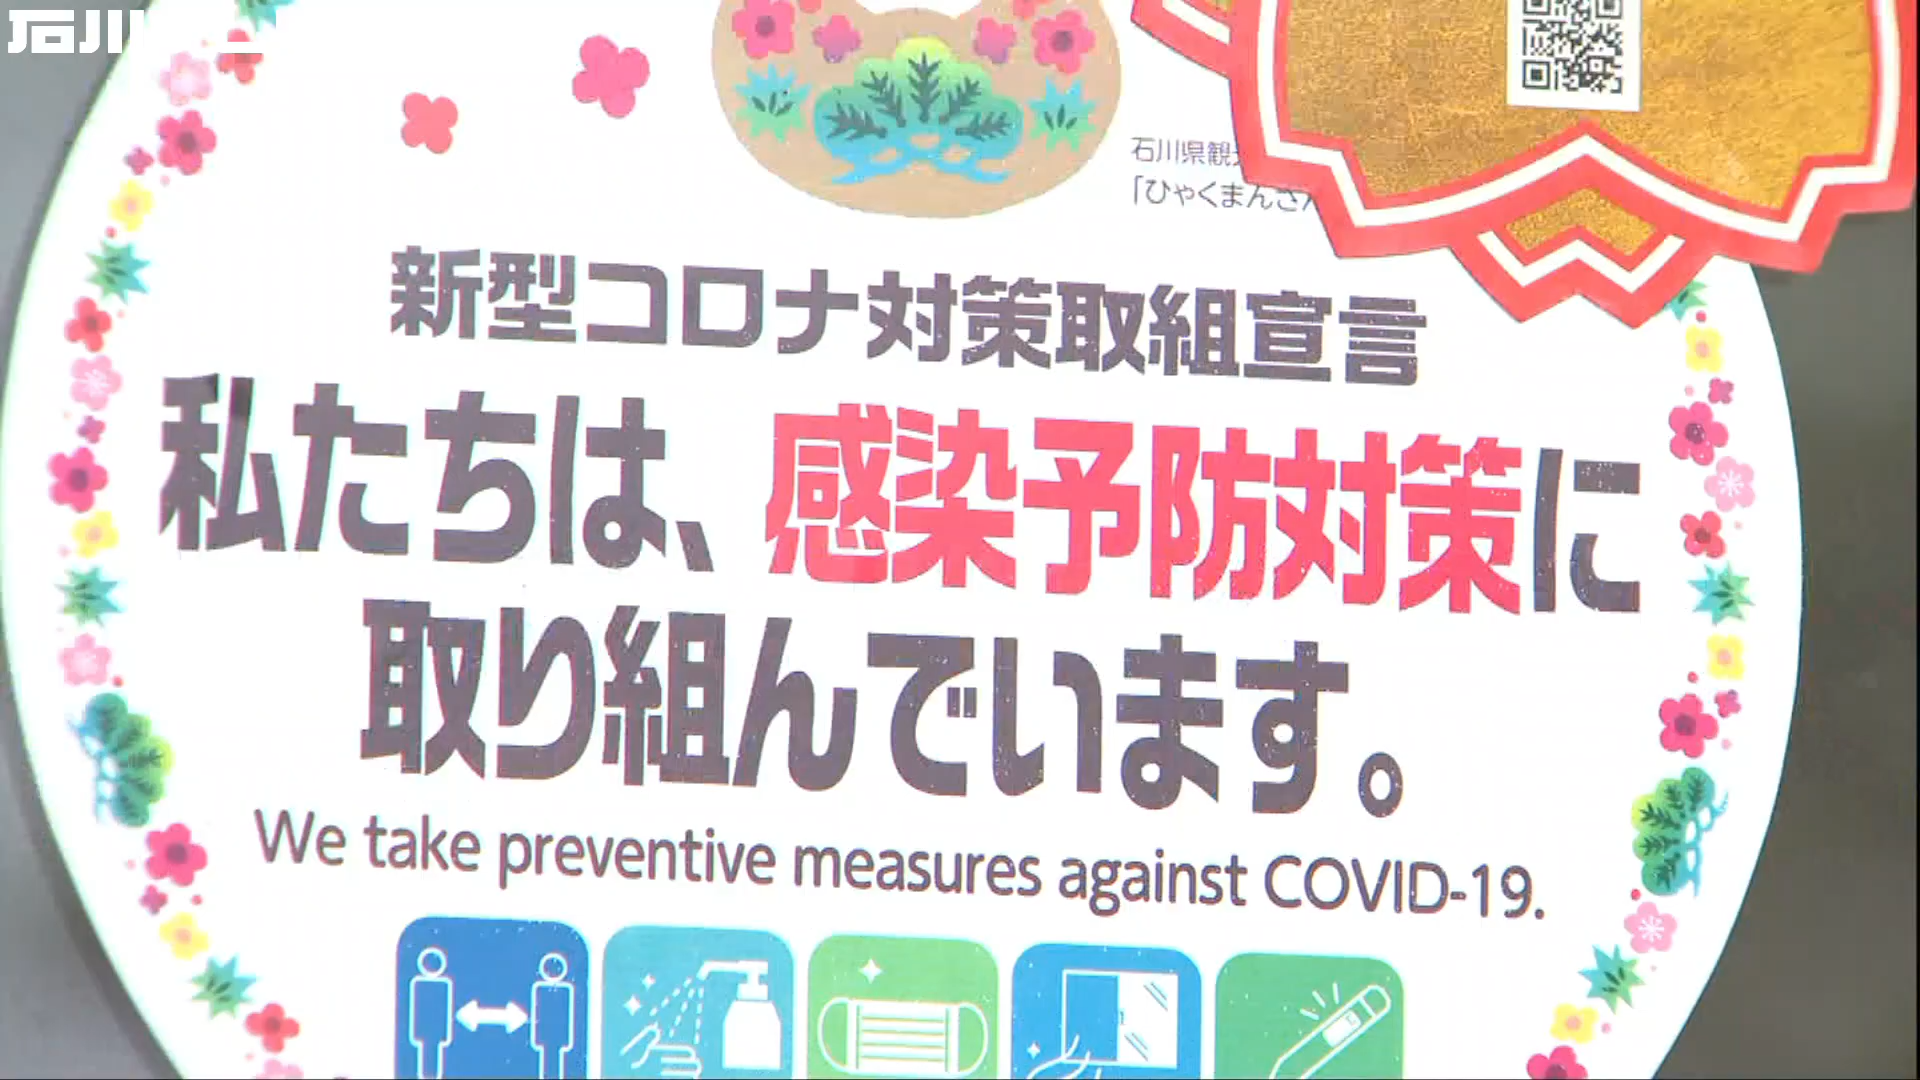 石川
石川県観
「ひゃくまんさん
新型コロナ対策取組宣言
私たちは、感染予防対策に
取り組んでいます。
We take preventive measures against COVID-19.